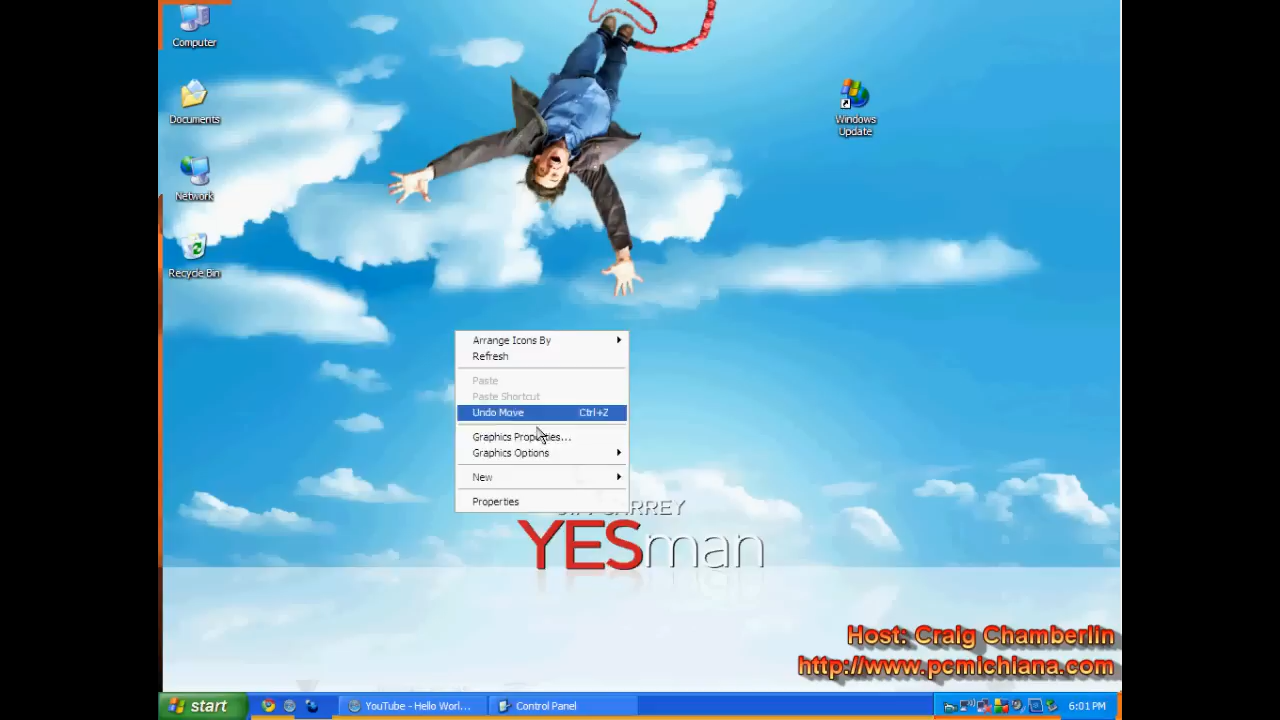 Computer
Documents
Network
Recycle Bin
Windows
Update
Arrange Icons By
Refresh
Paste
Paste Shortcut
Undo Move Ctrl+Z
Graphics Properties...
Graphics Options
New
Properties
YESman
Host: Craig Chamberlin
http://www.pcmichiana.com
start
YouTube - Hello Worl...
Control Panel
6:01 PM